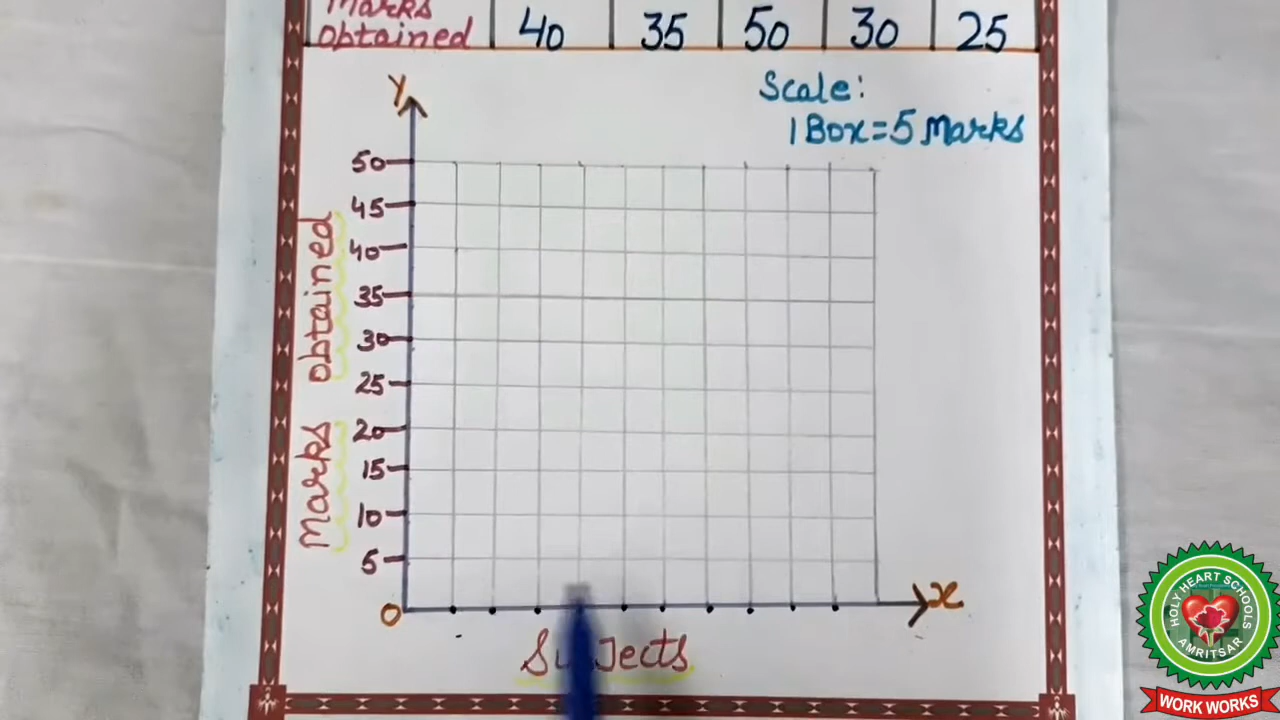 Marks
Obtained 40 35 50 30 25
Scale:
1 Box = 5 Marks
Y
50
45
40
35
30
25
20
15
10
5
0
x
Marks obtained
HOLY HEART SCHOOLS
AMRITSAR
WORK WORKS